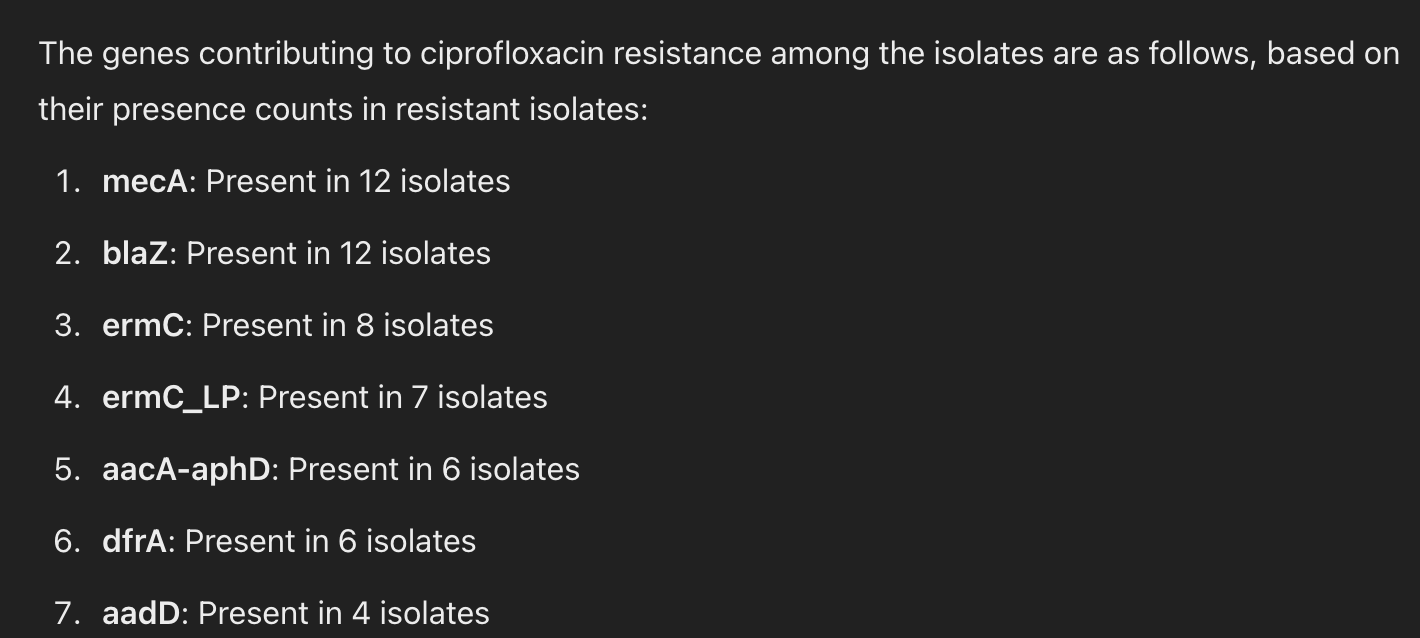 The genes contributing to ciprofloxacin resistance among the isolates are as follows, based on
their presence counts in resistant isolates:
1. mecA: Present in 12 isolates
2. blaZ: Present in 12 isolates
3. ermC: Present in 8 isolates
4. ermC_LP: Present in 7 isolates
5. aacA-aphD: Present in 6 isolates
6. dfrA: Present in 6 isolates
7. aadD: Present in 4 isolates